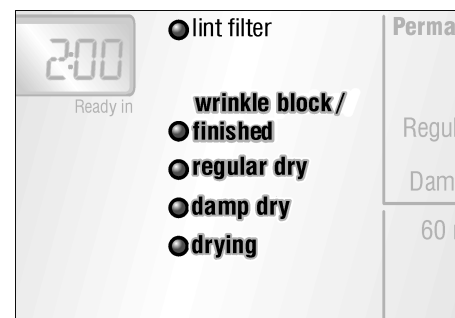 2:00
Ready in
lint filter
wrinkle block/
finished
regular dry
damp dry
drying
Perma
Regul
Dam
60